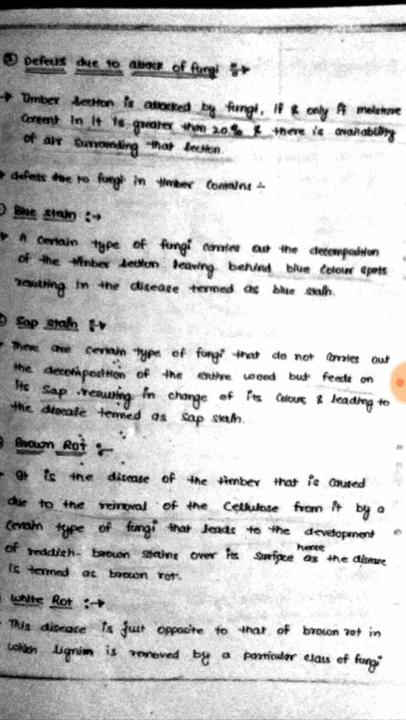 ③ Defects due to attack of fungi :→
→ Timber section is attacked by fungi, if & only if moisture
content in it is greater than 20% & there is availability
of air surrounding that section.
→ defects due to fungi in timber contains ÷
Blue stain :→
→ A certain type of fungi carries out the decomposition
of the timber section leaving behind blue colour spots
resulting in the disease termed as blue stain.
Sap stain :→
There are certain type of fungi that do not carries out
the decomposition of the entire wood but feeds on
its sap resulting in change of its colour & leading to
the disease termed as sap stain.
Brown Rot :-
It is the disease of the timber that is caused
due to the removal of the cellulose from it by a
certain type of fungi that leads to the development
of reddish-brown stains over its surface hence as the disease
is termed as brown rot.
White Rot :→
This disease is just opposite to that of brown rot in
which lignim is removed by a particular class of fungi